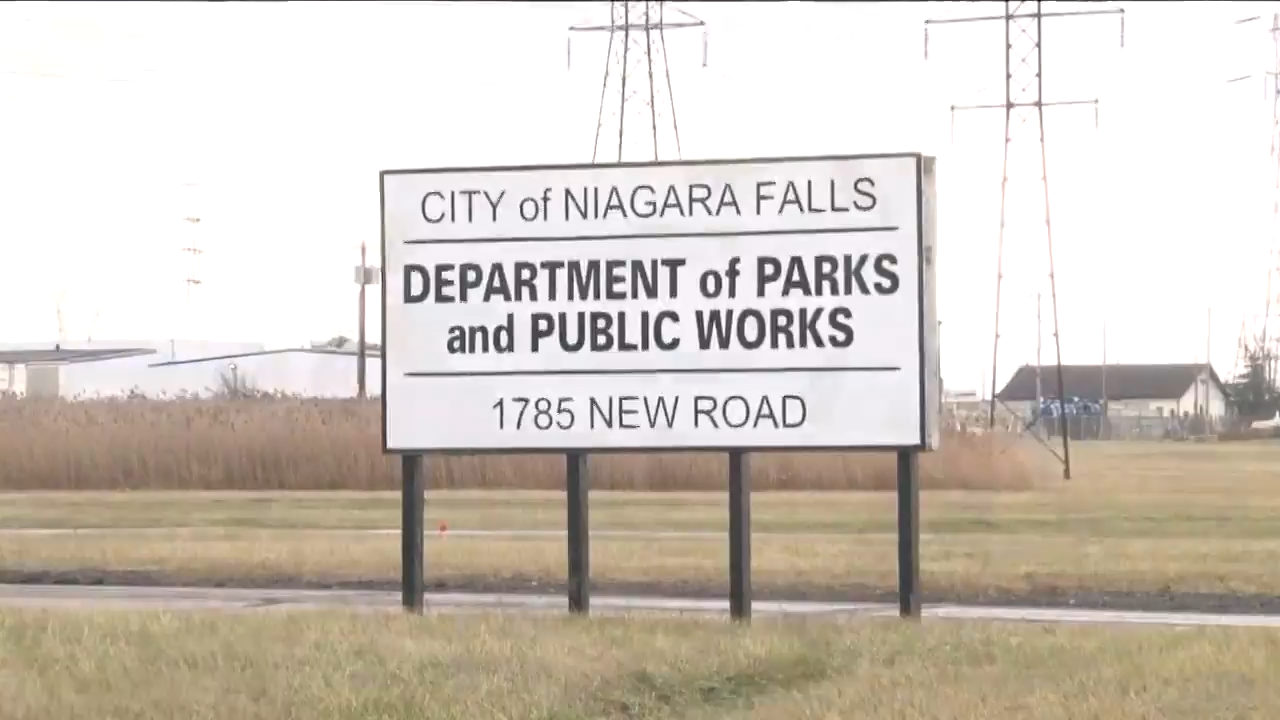 CITY of NIAGARA FALLS
DEPARTMENT of PARKS
and PUBLIC WORKS
1785 NEW ROAD